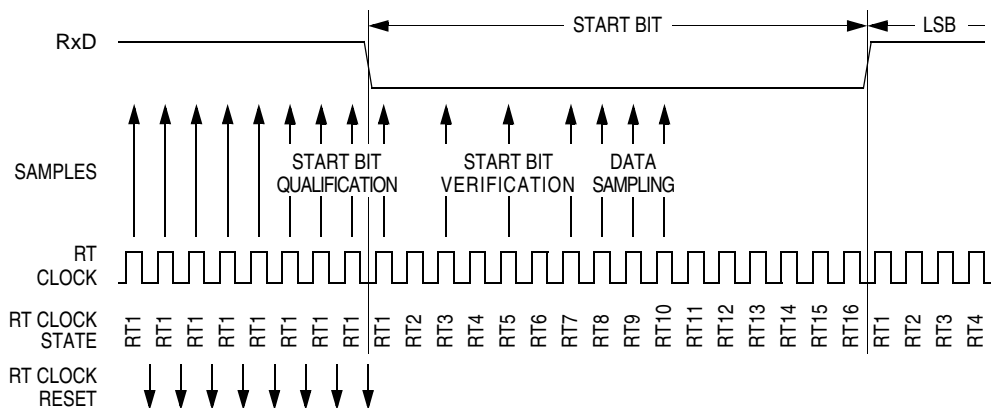 START BIT
LSB
RxD
SAMPLES
START BIT
QUALIFICATION
START BIT
VERIFICATION
DATA
SAMPLING
RT
CLOCK
RT CLOCK
STATE
RT1 RT1 RT1 RT1 RT1 RT1 RT1 RT1 RT1 RT2 RT3 RT4 RT5 RT6 RT7 RT8 RT9 RT10 RT11 RT12 RT13 RT14 RT15 RT16 RT1 RT2 RT3 RT4
RT CLOCK
RESET